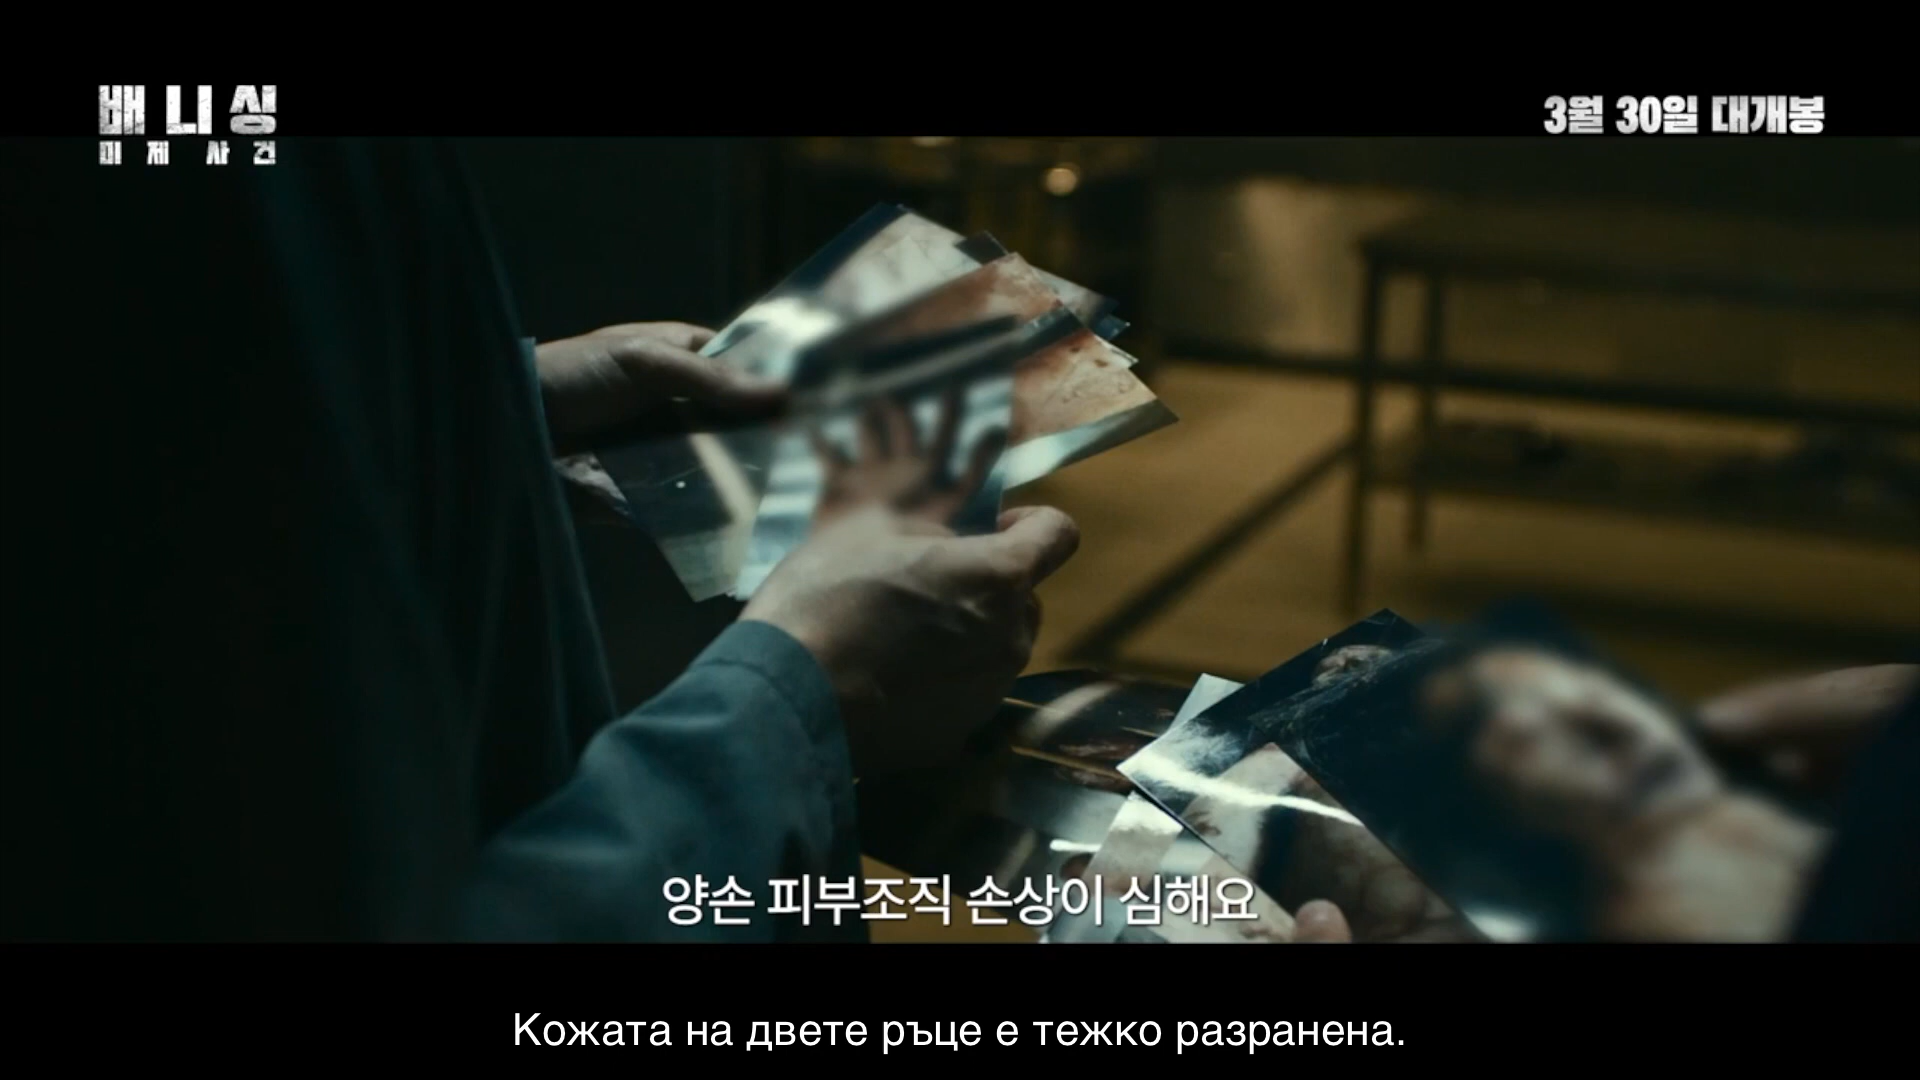 배니싱
미제사건
3월 30일 대개봉
양손 피부조직 손상이 심해요
Кожата на двете ръце е тежко разранена.